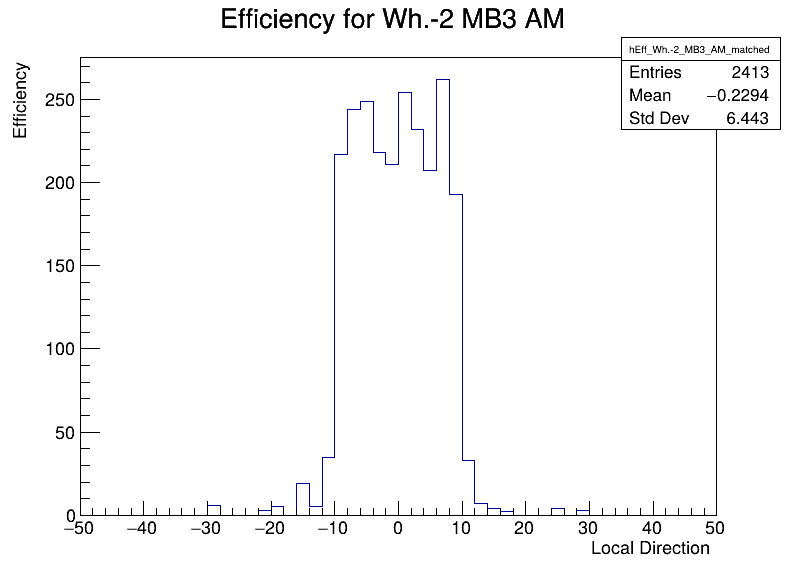 Efficiency for Wh.-2 MB3 AM
hEff_Wh.-2_MB3_AM_matched
Entries 2413
Mean −0.2294
Std Dev 6.443
Efficiency
250
200
150
100
50
0
−50 −40 −30 −20 −10 0 10 20 30 40 50
Local Direction